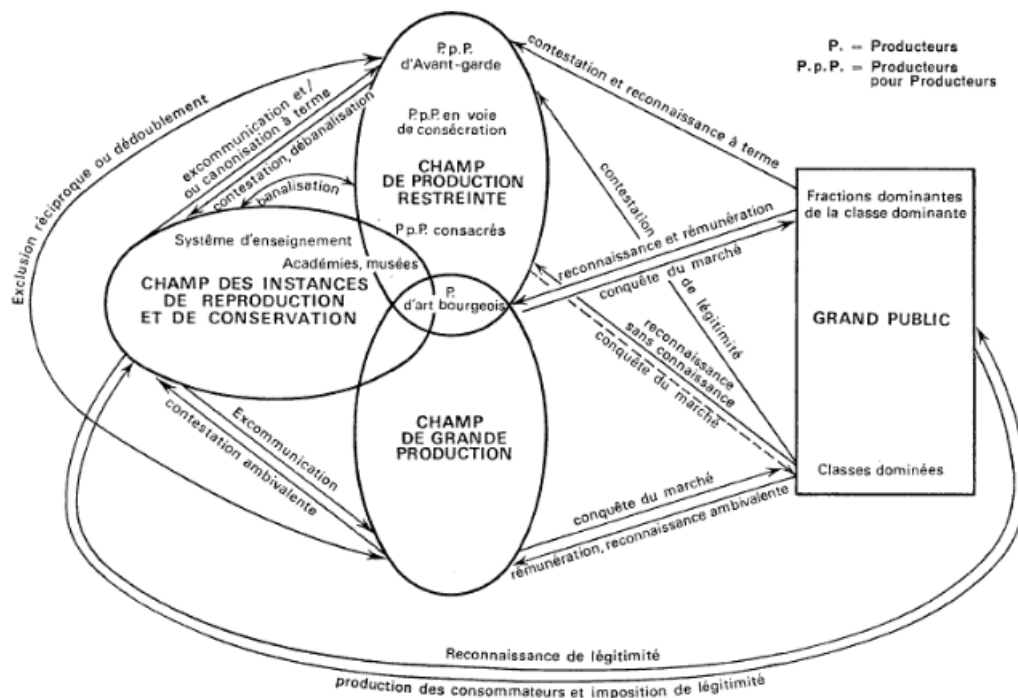 P. = Producteurs
P.p.P. = Producteurs
pour Producteurs
P.p.P.
d'Avant-garde
P.p.P. en voie
de consécration
CHAMP
DE PRODUCTION
RESTREINTE
P.p.P. consacrés
Exclusion réciproque ou dédoublement
excommunication et /
ou canonisation à terme
contestation, débanalisation
banalisation
Système d'enseignement
Académies, musées
CHAMP DES INSTANCES
DE REPRODUCTION
ET DE CONSERVATION
P.
d'art bourgeois
CHAMP
DE GRANDE
PRODUCTION
Excommunication
contestation ambivalente
contestation et reconnaissance à terme
contestation
de légitimité
reconnaissance et rémunération
conquête du marché
reconnaissance
sans connaissance
conquête du marché
Fractions dominantes
de la classe dominante
GRAND PUBLIC
Classes dominées
conquête du marché
rémunération, reconnaissance ambivalente
Reconnaissance de légitimité
production des consommateurs et imposition de légitimité